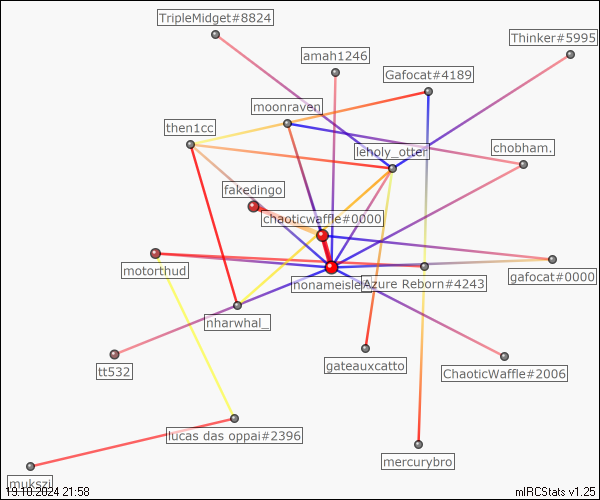 TripleMidget#8824
Thinker#5995
amah1246
Gafocat#4189
moonraven
then1cc
chobham.
leholy_otter
fakedingo
chaoticwaffle#0000
motorthud
nonameisleft
Azure Reborn#4243
gafocat#0000
nharwhal_
tt532
gateauxcatto
ChaoticWaffle#2006
lucas das oppai#2396
mercurybro
mukszi
19.10.2024 21:58
mIRCStats v1.25